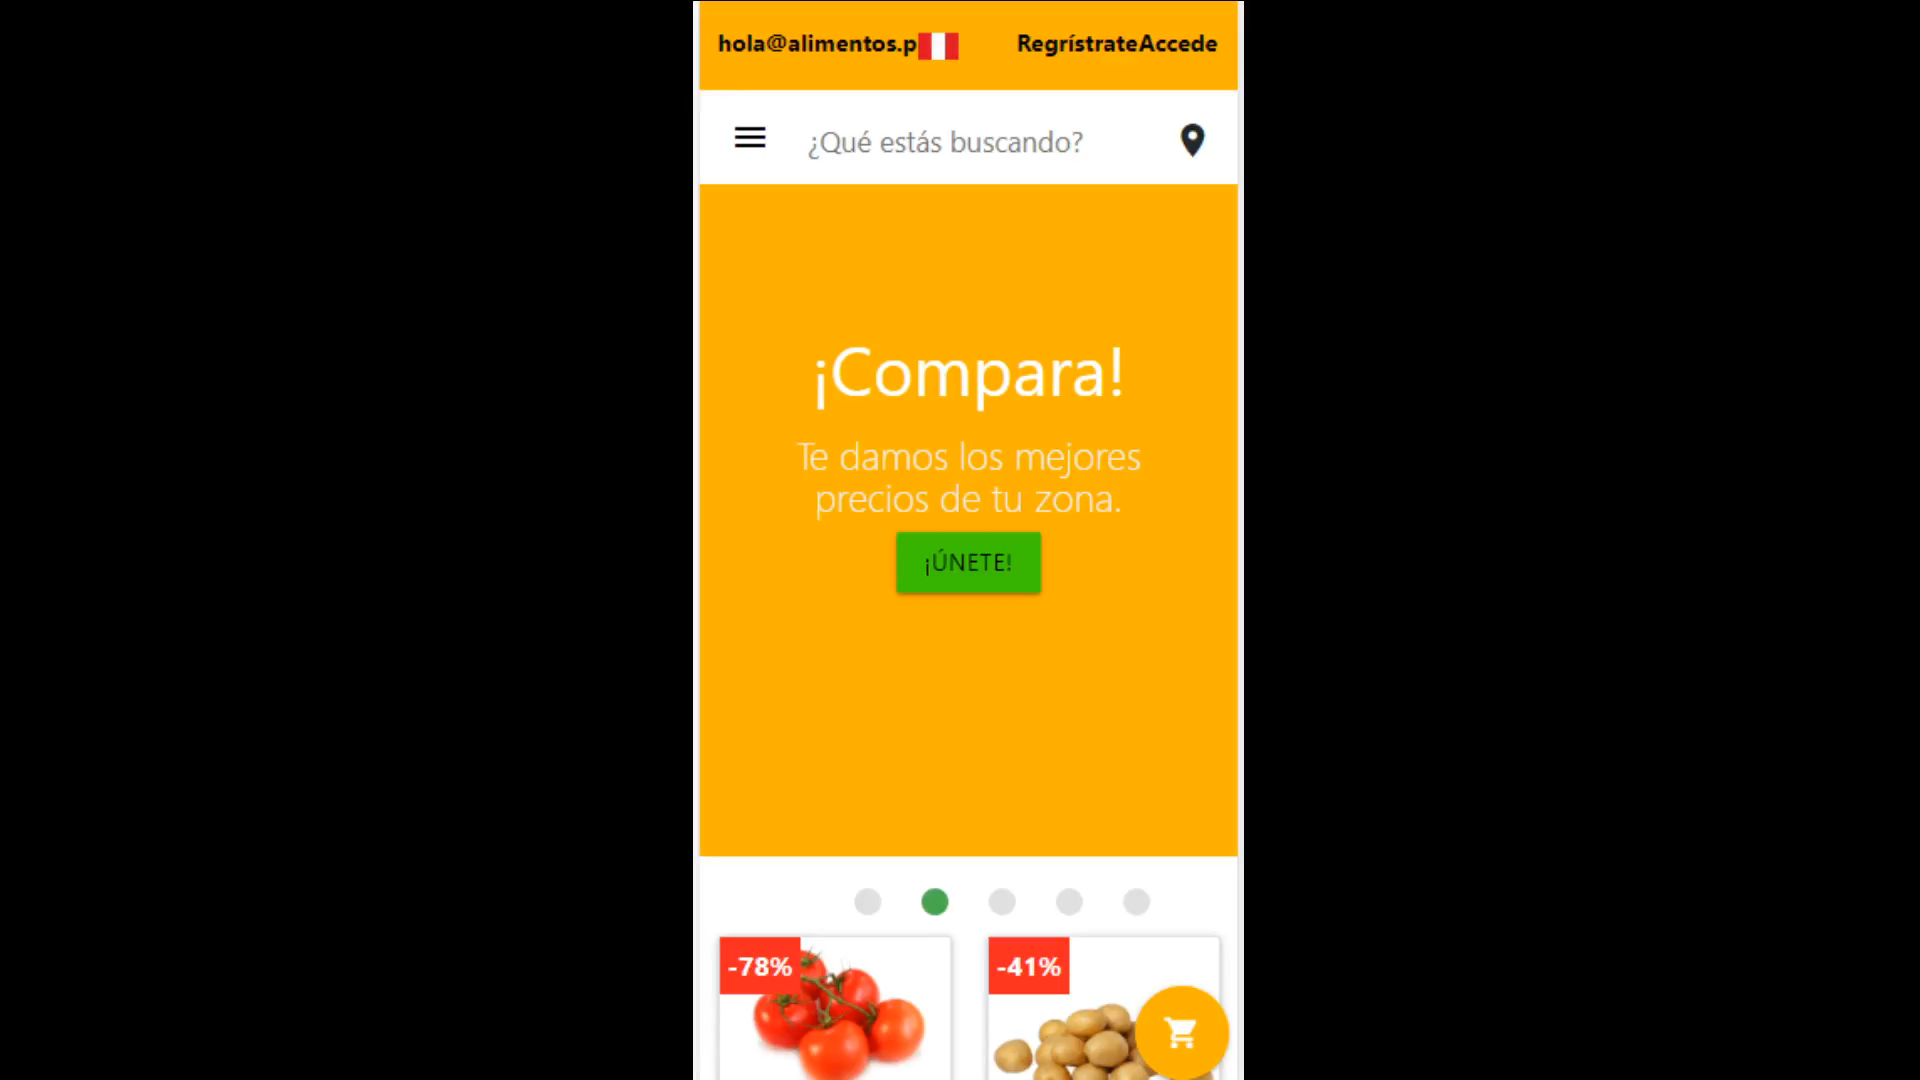 hola@alimentos.p
RegrístrateAccede
¿Qué estás buscando?
¡Compara!
Te damos los mejores
precios de tu zona.
¡ÚNETE!
-78%
-41%